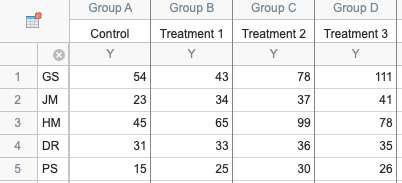 Group A Group B Group C Group D
Control Treatment 1 Treatment 2 Treatment 3
Y Y Y Y
1 GS 54 43 78 111
2 JM 23 34 37 41
3 HM 45 65 99 78
4 DR 31 33 36 35
5 PS 15 25 30 26